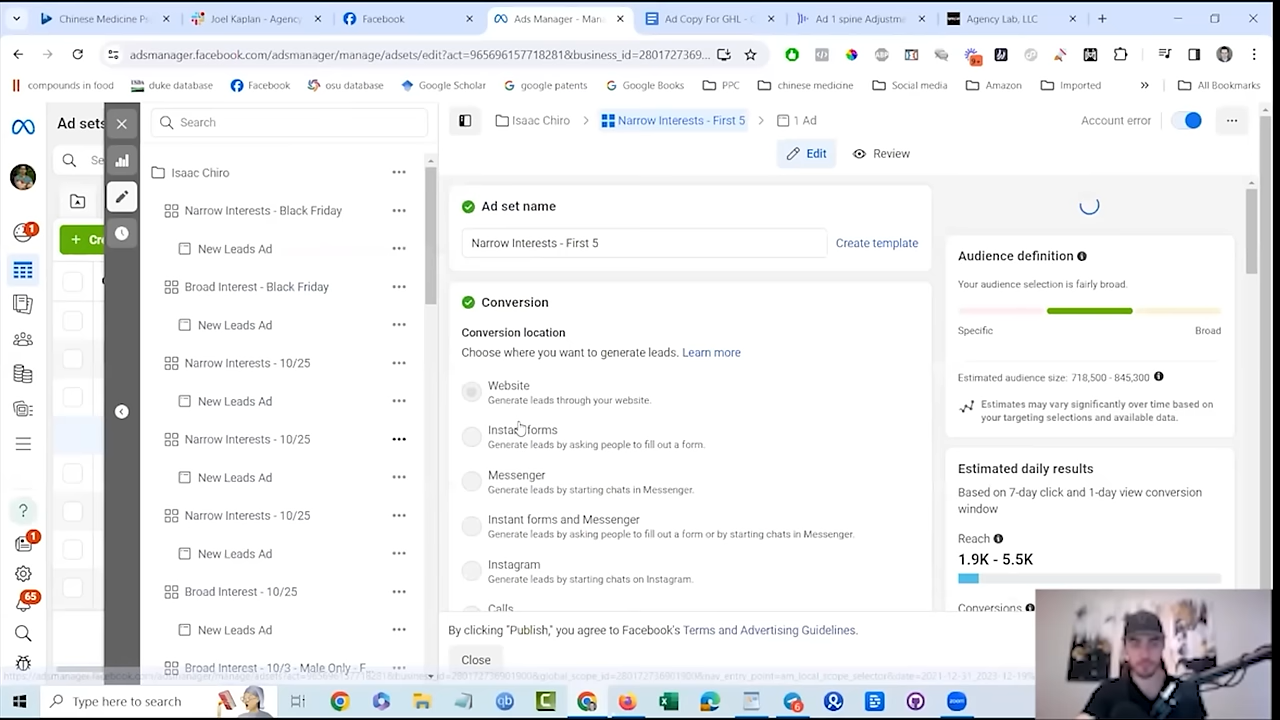 Chinese Medicine Pr
Joel Kaplan - Agency
Facebook
Ads Manager - Mana
Ad Copy For GHL - C
Ad 1 spine Adjustme
Agency Lab, LLC
adsmanager.facebook.com/adsmanager/manage/adsets/edit?act=965696157718281&business_id=2801727369...
compounds in food
duke database
Facebook
osu database
Google Scholar
google patents
Google Books
PPC
chinese medicine
Social media
Amazon
Imported
All Bookmarks
Ad sets
Search
Isaac Chiro
Narrow Interests - First 5
1 Ad
Account error
Edit
Review
Se
Cre
Isaac Chiro
Narrow Interests - Black Friday
New Leads Ad
Broad Interest - Black Friday
New Leads Ad
Narrow Interests - 10/25
New Leads Ad
Narrow Interests - 10/25
New Leads Ad
Narrow Interests - 10/25
New Leads Ad
Broad Interest - 10/25
New Leads Ad
Broad Interest - 10/3 - Male Only - F...
Ad set name
Narrow Interests - First 5
Create template
Conversion
Conversion location
Choose where you want to generate leads. Learn more
Website
Generate leads through your website.
Instant forms
Generate leads by asking people to fill out a form.
Messenger
Generate leads by starting chats in Messenger.
Instant forms and Messenger
Generate leads by asking people to fill out a form or by starting chats in Messenger.
Instagram
Generate leads by starting chats on Instagram.
Calls
By clicking "Publish," you agree to Facebook's Terms and Advertising Guidelines.
Close
Audience definition
Your audience selection is fairly broad.
Specific
Broad
Estimated audience size: 718,500 - 845,300
Estimates may vary significantly over time based on
your targeting selections and available data.
Estimated daily results
Based on 7-day click and 1-day view conversion
window
Reach
1.9K - 5.5K
Conversions
1
1
65
Type here to search